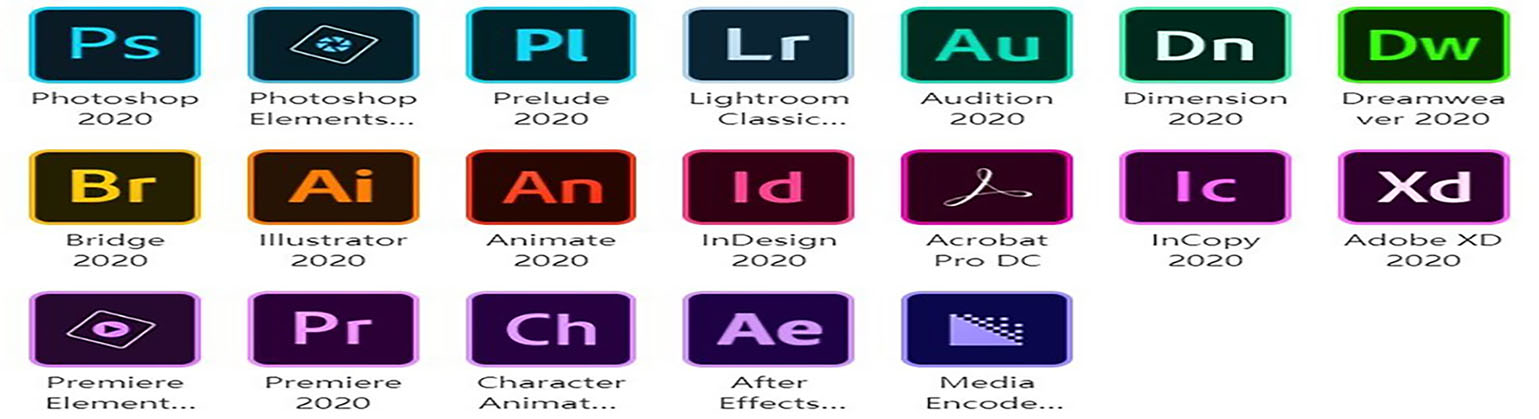 Ps Pl Lr Au Dn Dw
Photoshop Photoshop Prelude Lightroom Audition Dimension Dreamwea
2020 Elements... 2020 Classic... 2020 2020 ver 2020
Br Ai An Id Ic Xd
Bridge Illustrator Animate InDesign Acrobat InCopy Adobe XD
2020 2020 2020 2020 Pro DC 2020 2020
Pr Ch Ae
Premiere Premiere Character After Media
Element... 2020 Animat... Effects... Encode...